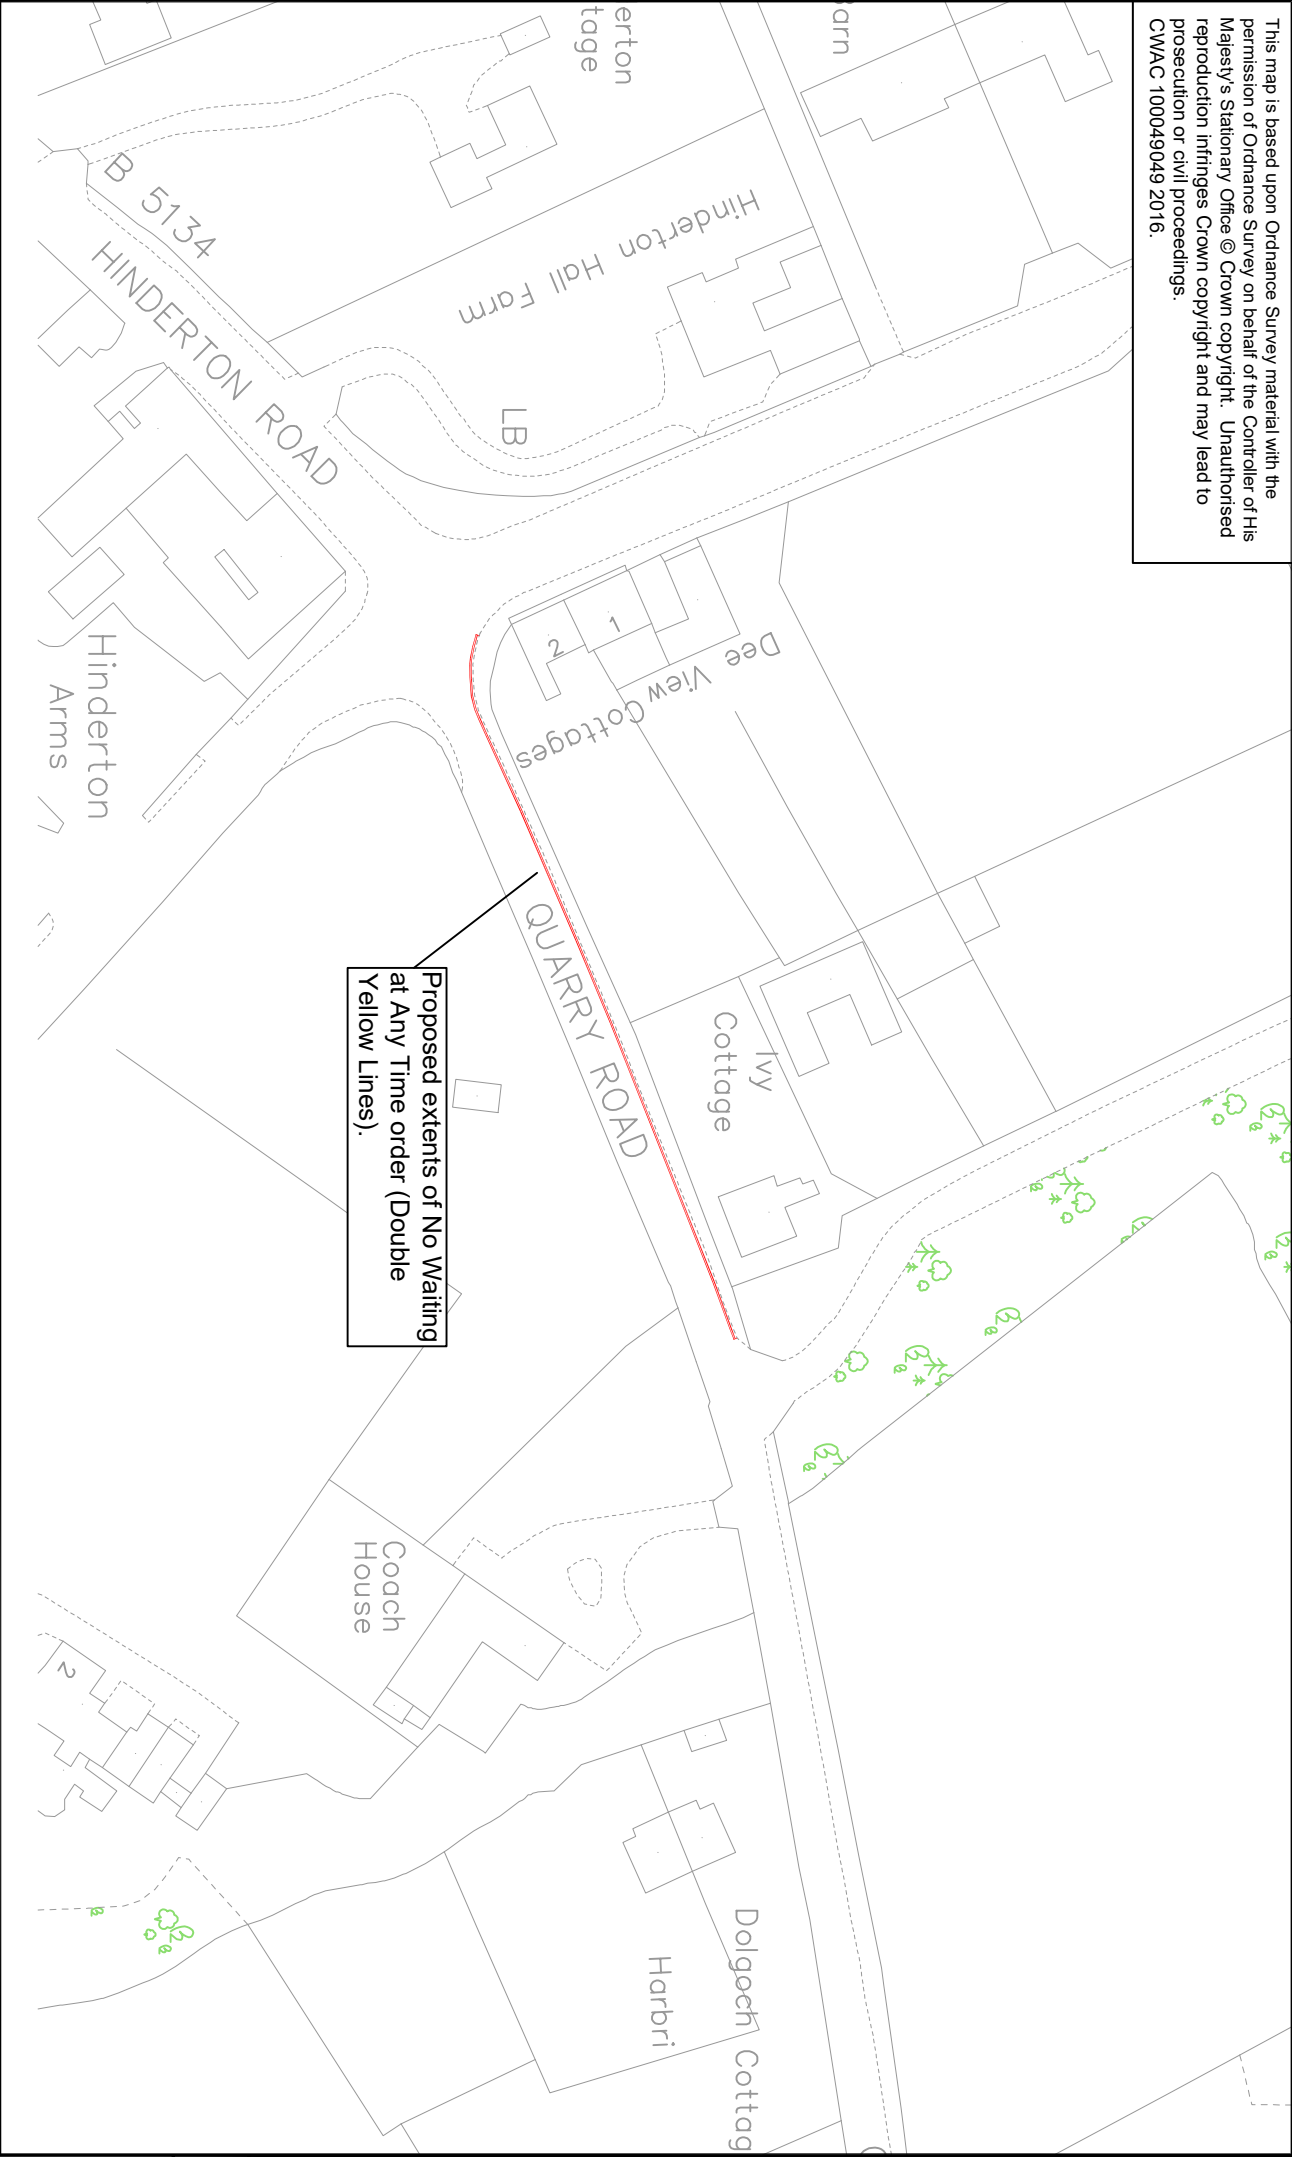 This map is based upon Ordnance Survey material with the
permission of Ordnance Survey on behalf of the Controller of His
Majesty's Stationary Office © Crown copyright. Unauthorised
reproduction infringes Crown copyright and may lead to
prosecution or civil proceedings.
CWAC 100049049 2016.
arn
erton
tage
Hinderton Hall Farm
B 5134
HINDERTON ROAD
LB
1
2
Dee View Cottages
Hinderton
Arms
QUARRY ROAD
Ivy
Cottage
Proposed extents of No Waiting
at Any Time order (Double
Yellow Lines).
Coach
House
2
Dolgoch Cottag
Harbri